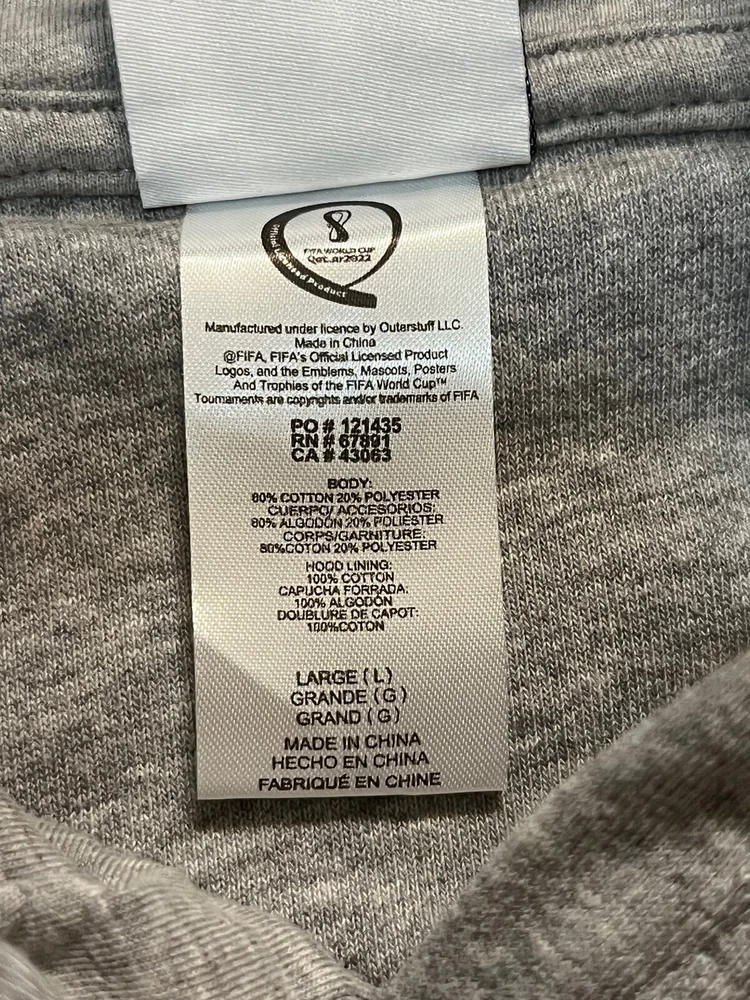 FIFA WORLD CUP
Qatar2022
Official Licensed Product
Manufactured under licence by Outerstuff LLC.
Made in China
@FIFA, FIFA's Official Licensed Product
Logos, and the Emblems, Mascots, Posters
And Trophies of the FIFA World Cup™
Tournaments are copyrights and/or trademarks of FIFA
PO # 121435
RN # 67891
CA # 43063
BODY:
80% COTTON 20% POLYESTER
CUERPO/ ACCESORIOS:
80% ALGODÓN 20% POLIÉSTER
CORPS/GARNITURE:
80%COTON 20% POLYESTER
HOOD LINING:
100% COTTON
CAPUCHA FORRADA:
100% ALGODÓN
DOUBLURE DE CAPOT:
100%COTON
LARGE ( L )
GRANDE ( G )
GRAND ( G )
MADE IN CHINA
HECHO EN CHINA
FABRIQUÉ EN CHINE